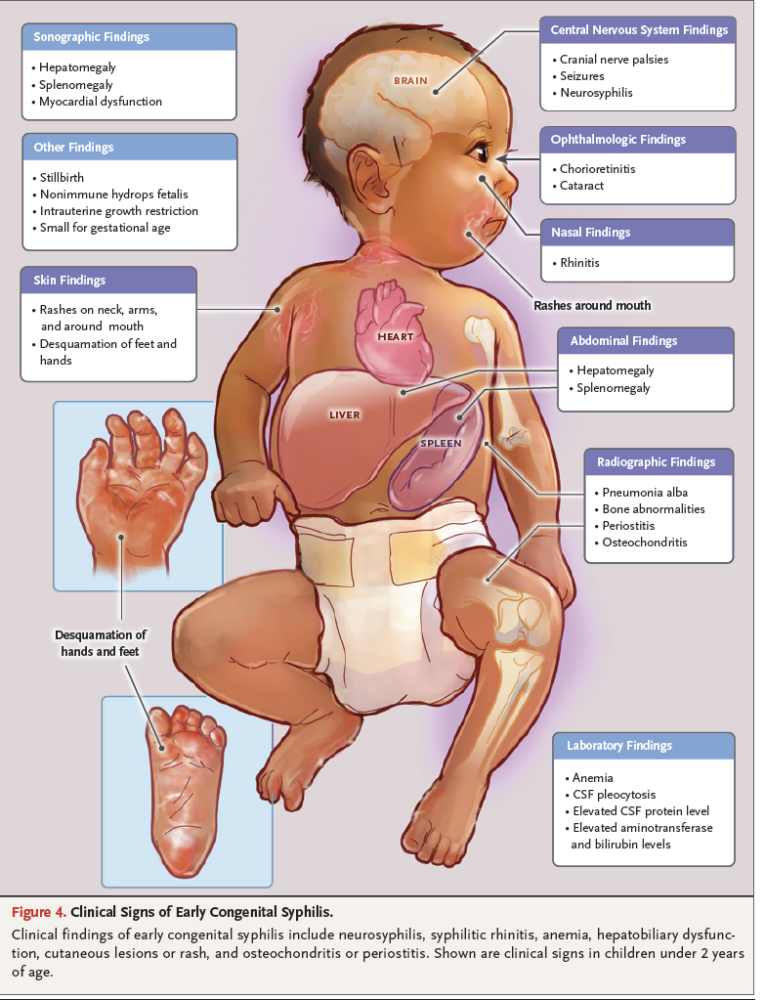 Sonographic Findings
• Hepatomegaly
• Splenomegaly
• Myocardial dysfunction
Other Findings
• Stillbirth
• Nonimmune hydrops fetalis
• Intrauterine growth restriction
• Small for gestational age
Skin Findings
• Rashes on neck, arms,
and around mouth
• Desquamation of feet and
hands
Desquamation of
hands and feet
BRAIN
HEART
LIVER
SPLEEN
Central Nervous System Findings
• Cranial nerve palsies
• Seizures
• Neurosyphilis
Ophthalmologic Findings
• Chorioretinitis
• Cataract
Nasal Findings
• Rhinitis
Rashes around mouth
Abdominal Findings
• Hepatomegaly
• Splenomegaly
Radiographic Findings
• Pneumonia alba
• Bone abnormalities
• Periostitis
• Osteochondritis
Laboratory Findings
• Anemia
• CSF pleocytosis
• Elevated CSF protein level
• Elevated aminotransferase
and bilirubin levels
Figure 4. Clinical Signs of Early Congenital Syphilis.
Clinical findings of early congenital syphilis include neurosyphilis, syphilitic rhinitis, anemia, hepatobiliary dysfunc-
tion, cutaneous lesions or rash, and osteochondritis or periostitis. Shown are clinical signs in children under 2 years
of age.